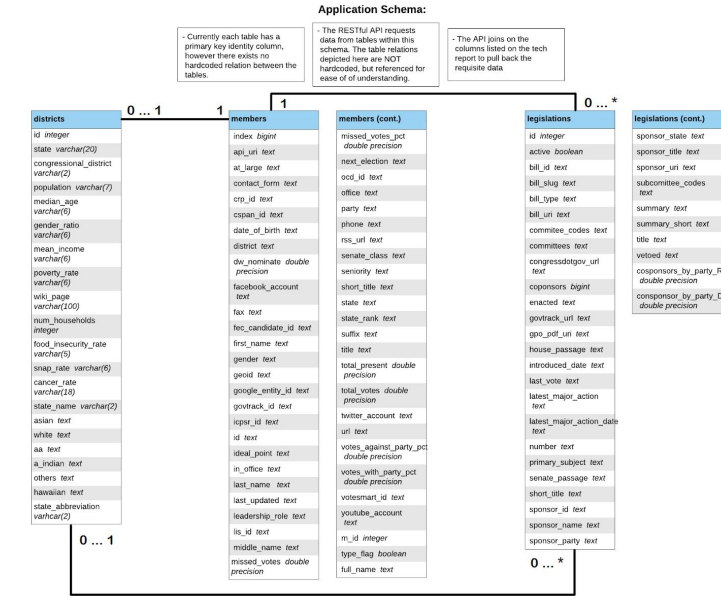 Application Schema:
- Currently each table has a
primary key identity column,
however there exists no
hardcoded relation between the
tables.
- The RESTful API requests
data from tables within this
schema. The table relations
depicted here are NOT
hardcoded, but referenced for
ease of of understanding.
- The API joins on the
columns listed on the tech
report to pull back the
requisite data
0 ... 1
1
1
0 ... *
districts
id integer
state varchar(20)
congressional_district
varchar(2)
population varchar(7)
median_age
varchar(6)
gender_ratio
varchar(6)
mean_income
varchar(6)
poverty_rate
varchar(6)
wiki_page
varchar(100)
num_households
integer
food_insecurity_rate
varchar(5)
snap_rate varchar(6)
cancer_rate
varchar(18)
state_name varchar(2)
asian text
white text
aa text
a_indian text
others text
hawaiian text
state_abbreviation
varhcar(2)
0 ... 1
members
index bigint
api_uri text
at_large text
contact_form text
crp_id text
cspan_id text
date_of_birth text
district text
dw_nominate double
precision
facebook_account
text
fax text
fec_candidate_id text
first_name text
gender text
geoid text
google_entity_id text
govtrack_id text
icpsr_id text
id text
ideal_point text
in_office text
last_name text
last_updated text
leadership_role text
lis_id text
middle_name text
missed_votes double
precision
members (cont.)
missed_votes_pct
double precision
next_election text
ocd_id text
office text
party text
phone text
rss_url text
senate_class text
seniority text
short_title text
state text
state_rank text
suffix text
title text
total_present double
precision
total_votes double
precision
twitter_account text
url text
votes_against_party_pct
double precision
votes_with_party_pct
double precision
votesmart_id text
youtube_account
text
m_id integer
type_flag boolean
full_name text
legislations
id integer
active boolean
bill_id text
bill_slug text
bill_type text
bill_uri text
commitee_codes text
committees text
congressdotgov_url
text
coponsors bigint
enacted text
govtrack_url text
gpo_pdf_uri text
house_passage text
introduced_date text
last_vote text
latest_major_action
text
latest_major_action_date
text
number text
primary_subject text
senate_passage text
short_title text
sponsor_id text
sponsor_name text
sponsor_party text
0 ... *
legislations (cont.)
sponsor_state text
sponsor_title text
sponsor_uri text
subcomittee_codes
text
summary text
summary_short text
title text
vetoed text
cosponsors_by_party_R
double precision
consponsor_by_party_D
double precision